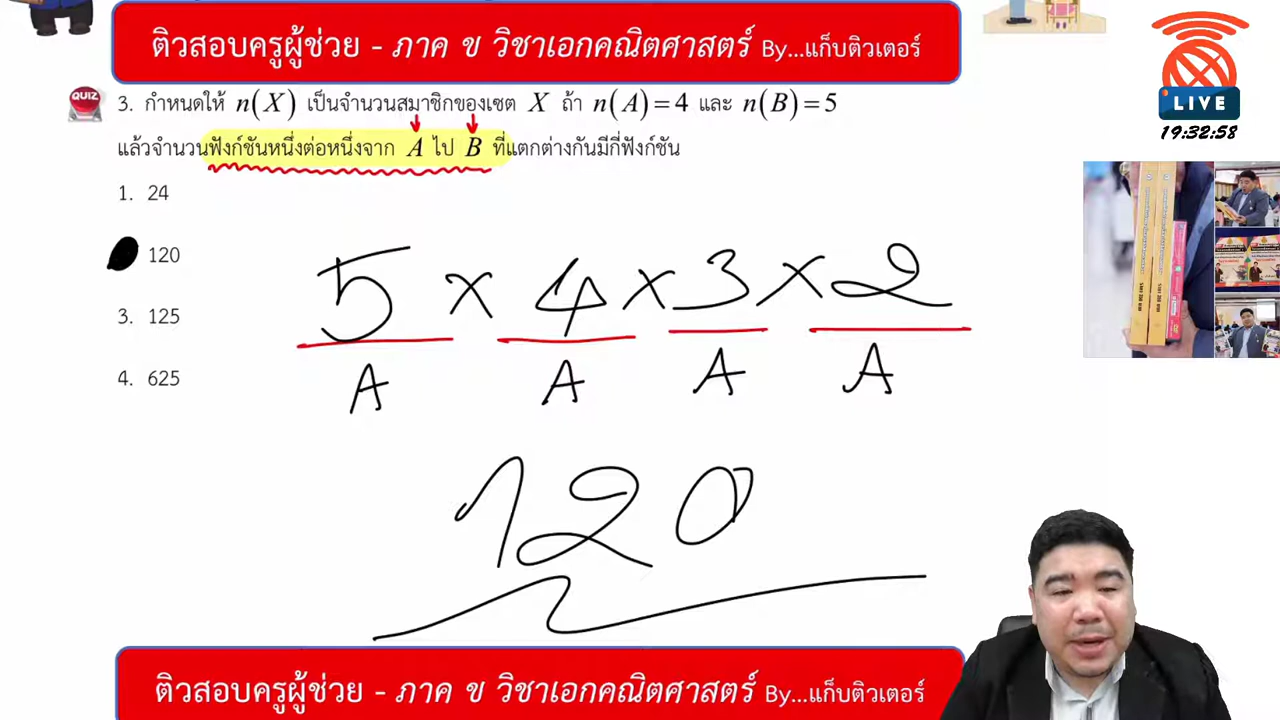 ติวสอบครูผู้ช่วย - ภาค ข วิชาเอกคณิตศาสตร์ By...แก็บติวเตอร์
LIVE
19:32:58
QUIZ
3. กำหนดให้ n(X) เป็นจำนวนสมาชิกของเซต X ถ้า n(A)=4 และ n(B)=5
แล้วจำนวนฟังก์ชันหนึ่งต่อหนึ่งจาก A ไป B ที่แตกต่างกันมีกี่ฟังก์ชัน
1. 24
120
3. 125
4. 625
5 × 4 × 3 × 2
A A A A
120
ติวสอบครูผู้ช่วย - ภาค ข วิชาเอกคณิตศาสตร์ By...แก็บติวเตอร์